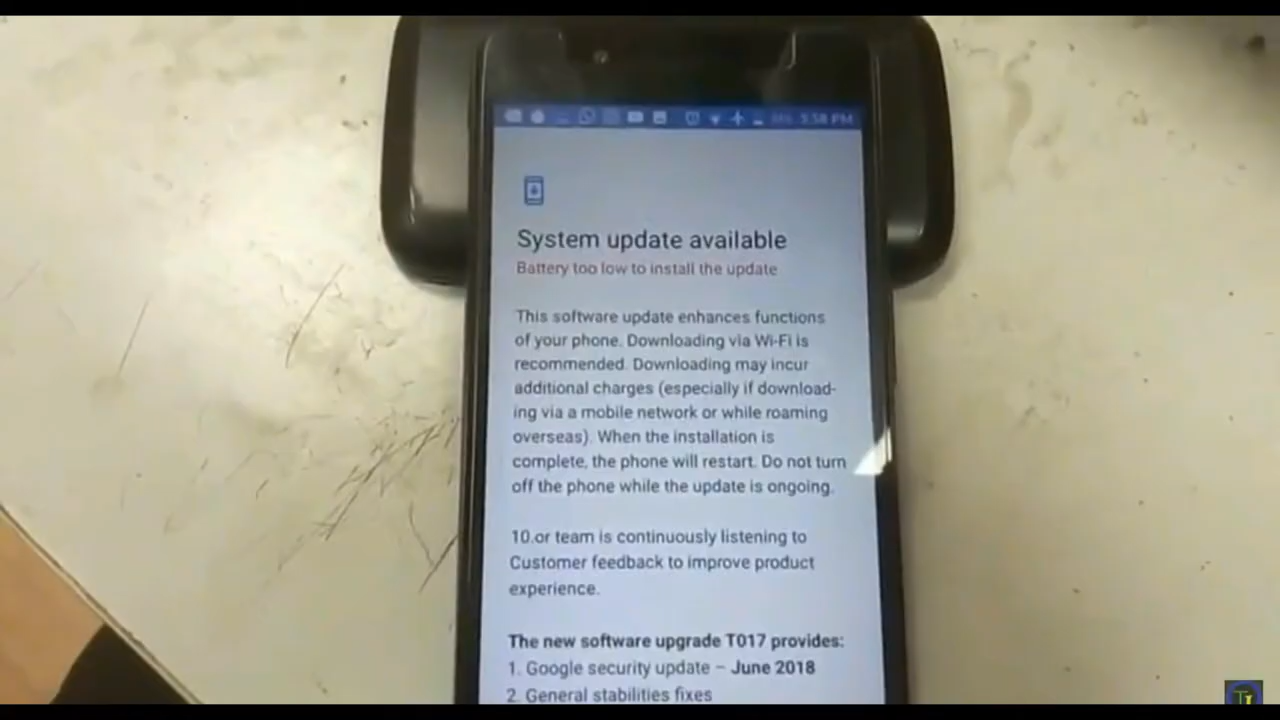 5:58 PM
System update available
Battery too low to install the update
This software update enhances functions
of your phone. Downloading via Wi-Fi is
recommended. Downloading may incur
additional charges (especially if download-
ing via a mobile network or while roaming
overseas). When the installation is
complete, the phone will restart. Do not turn
off the phone while the update is ongoing.
10.or team is continuously listening to
Customer feedback to improve product
experience.
The new software upgrade T017 provides:
1. Google security update – June 2018
2. General stabilities fixes